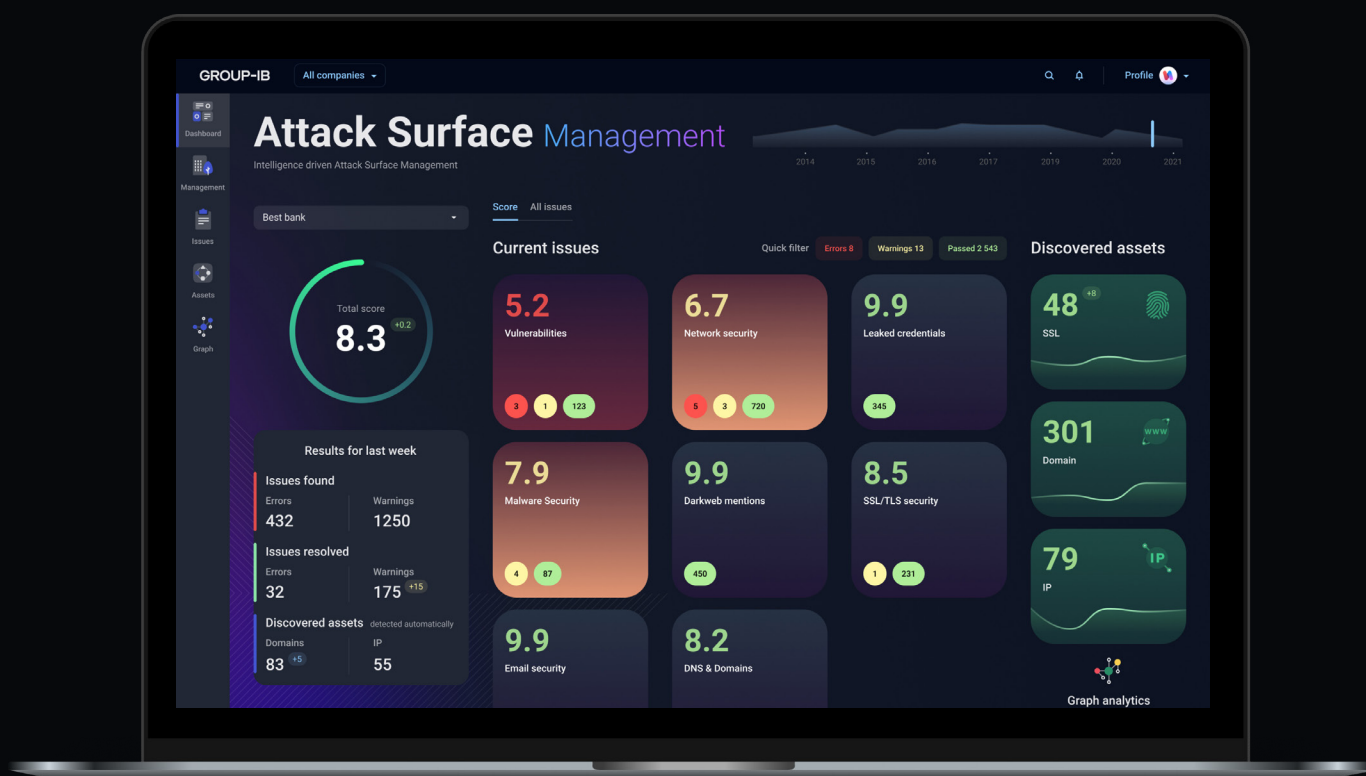 GROUP-IB
All companies
Profile
Dashboard
Management
Issues
Assets
Graph
Attack Surface Management
Intelligence driven Attack Surface Management
2014 2015 2016 2017 2019 2020 2021
Best bank
Total score
8.3 +0.2
Results for last week
Issues found
Errors Warnings
432 1250
Issues resolved
Errors Warnings
32 175 +15
Discovered assets detected automatically
Domains IP
83 +5 55
Score All issues
Current issues
Quick filter Errors 8 Warnings 13 Passed 2 543
5.2
Vulnerabilities
3 1 123
6.7
Network security
5 3 720
9.9
Leaked credentials
345
7.9
Malware Security
4 87
9.9
Darkweb mentions
450
8.5
SSL/TLS security
1 231
9.9
Email security
8.2
DNS & Domains
Discovered assets
48 +8
SSL
301
www
Domain
79
IP
IP
Graph analytics